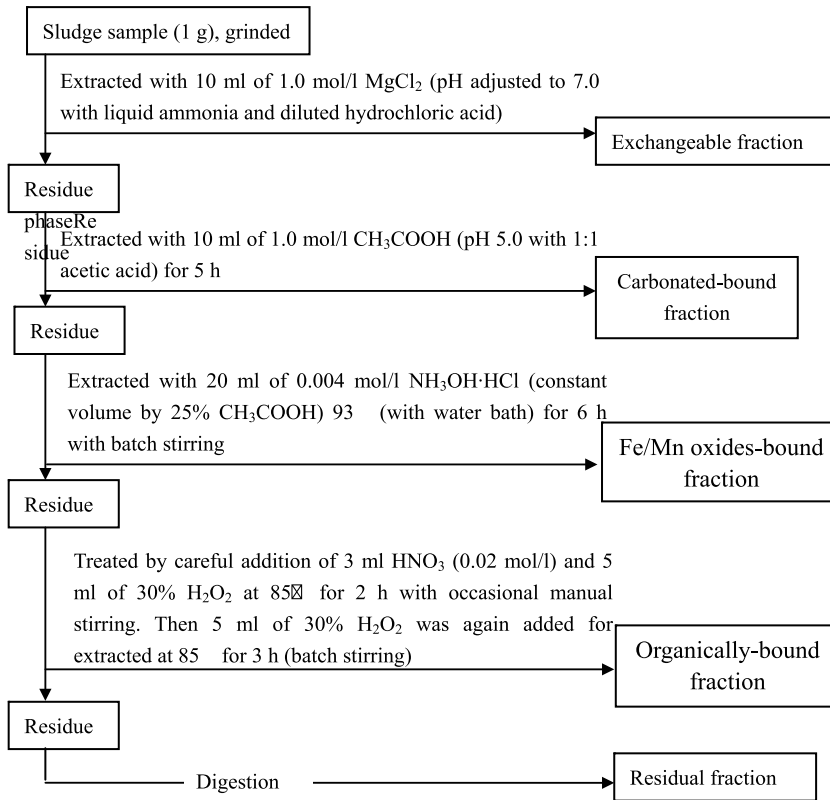 Sludge sample (1 g), grinded
Extracted with 10 ml of 1.0 mol/l MgCl₂ (pH adjusted to 7.0
with liquid ammonia and diluted hydrochloric acid)
Exchangeable fraction
Residue
phaseRe
sidue
Extracted with 10 ml of 1.0 mol/l CH₃COOH (pH 5.0 with 1:1
acetic acid) for 5 h
Carbonated-bound
fraction
Residue
Extracted with 20 ml of 0.004 mol/l NH₃OH·HCl (constant
volume by 25% CH₃COOH) 93 (with water bath) for 6 h
with batch stirring
Fe/Mn oxides-bound
fraction
Residue
Treated by careful addition of 3 ml HNO₃ (0.02 mol/l) and 5
ml of 30% H₂O₂ at 85 for 2 h with occasional manual
stirring. Then 5 ml of 30% H₂O₂ was again added for
extracted at 85 for 3 h (batch stirring)
Organically-bound
fraction
Residue
Digestion
Residual fraction